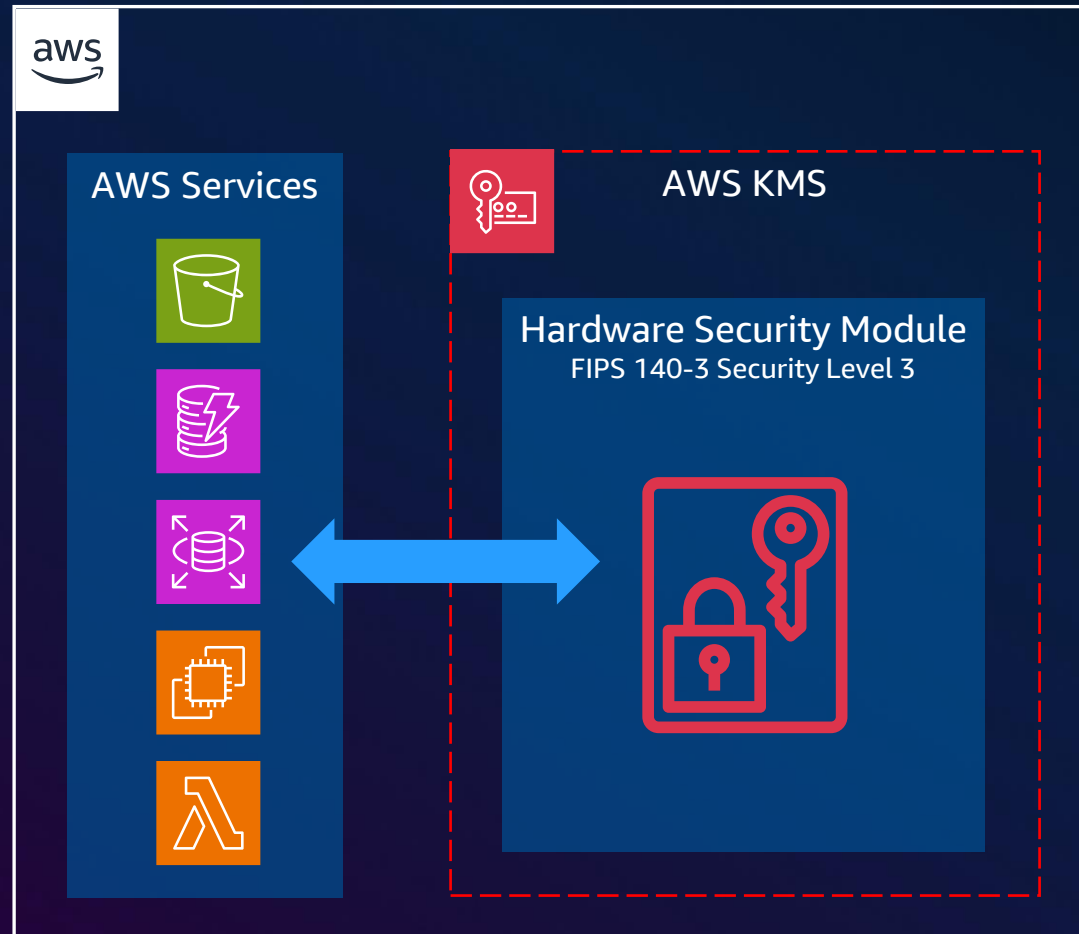 aws
AWS Services
AWS KMS
Hardware Security Module
FIPS 140-3 Security Level 3